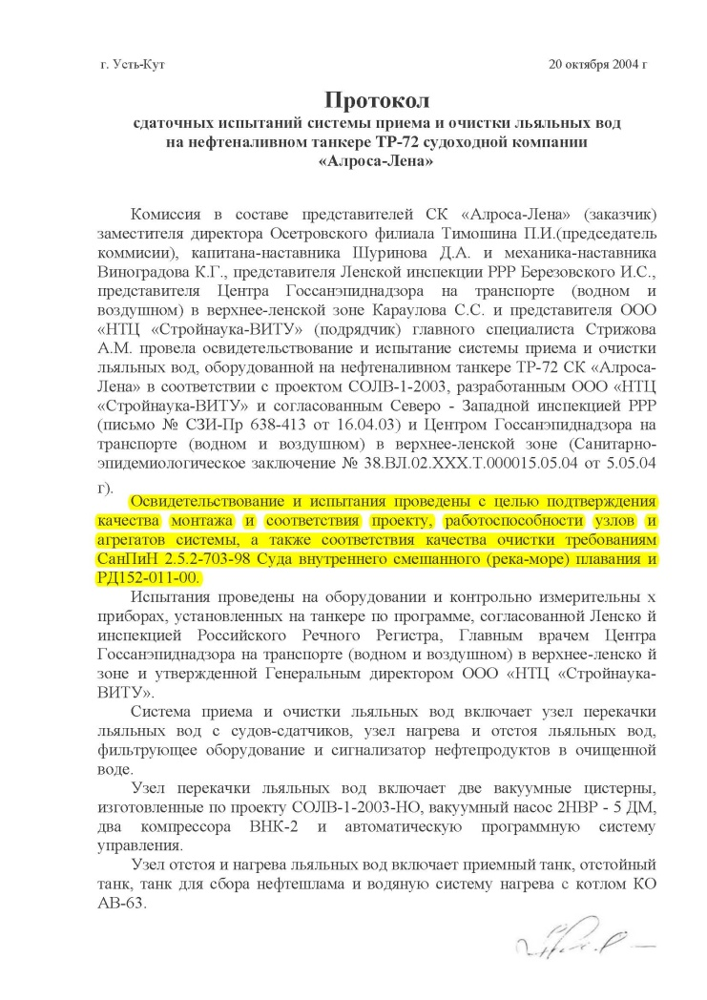 г. Усть-Кут 20 октября 2004 г
Протокол
сдаточных испытаний системы приема и очистки льяльных вод
на нефтеналивном танкере ТР-72 судоходной компании
«Алроса-Лена»
Комиссия в составе представителей СК «Алроса-Лена» (заказчик)
заместителя директора Осетровского филиала Тимошина П.И.(председатель
коммисии), капитана-наставника Шуринова Д.А. и механика-наставника
Виноградова К.Г., представителя Ленской инспекции РРР Березовского И.С.,
представителя Центра Госсанэпиднадзора на транспорте (водном и
воздушном) в верхнее-ленской зоне Караулова С.С. и представителя ООО
«НТЦ «Стройнаука-ВИТУ» (подрядчик) главного специалиста Стрижова
А.М. провела освидетельствование и испытание системы приема и очистки
льяльных вод, оборудованной на нефтеналивном танкере ТР-72 СК «Алроса-
Лена» в соответствии с проектом СОЛВ-1-2003, разработанным ООО «НТЦ
«Стройнаука-ВИТУ» и согласованным Северо - Западной инспекцией РРР
(письмо № СЗИ-Пр 638-413 от 16.04.03) и Центром Госсанэпиднадзора на
транспорте (водном и воздушном) в верхнее-ленской зоне (Санитарно-
эпидемиологическое заключение № 38.ВЛ.02.ХХХ.Т.000015.05.04 от 5.05.04
г).
Освидетельствование и испытания проведены с целью подтверждения
качества монтажа и соответствия проекту, работоспособности узлов и
агрегатов системы, а также соответствия качества очистки требованиям
СанПиН 2.5.2-703-98 Суда внутреннего смешанного (река-море) плавания и
РД152-011-00.
Испытания проведены на оборудовании и контрольно измерительны х
приборах, установленных на танкере по программе, согласованной Ленско й
инспекцией Российского Речного Регистра, Главным врачем Центра
Госсанэпиднадзора на транспорте (водном и воздушном) в верхнее-ленско й
зоне и утвержденной Генеральным директором ООО «НТЦ «Стройнаука-
ВИТУ».
Система приема и очистки льяльных вод включает узел перекачки
льяльных вод с судов-сдатчиков, узел нагрева и отстоя льяльных вод,
фильтрующее оборудование и сигнализатор нефтепродуктов в очищенной
воде.
Узел перекачки льяльных вод включает две вакуумные цистерны,
изготовленные по проекту СОЛВ-1-2003-НО, вакуумный насос 2НВР - 5 ДМ,
два компрессора ВНК-2 и автоматическую программную систему
управления.
Узел отстоя и нагрева льяльных вод включает приемный танк, отстойный
танк, танк для сбора нефтешлама и водяную систему нагрева с котлом КО
АВ-63.